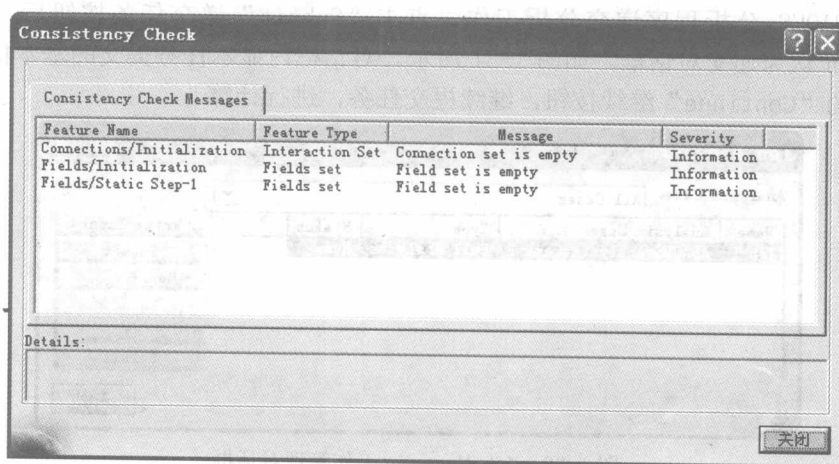 Consistency Check
Consistency Check Messages
Feature Name Feature Type Message Severity
Connections/Initialization Interaction Set Connection set is empty Information
Fields/Initialization Fields set Field set is empty Information
Fields/Static Step-1 Fields set Field set is empty Information
Details:
关闭